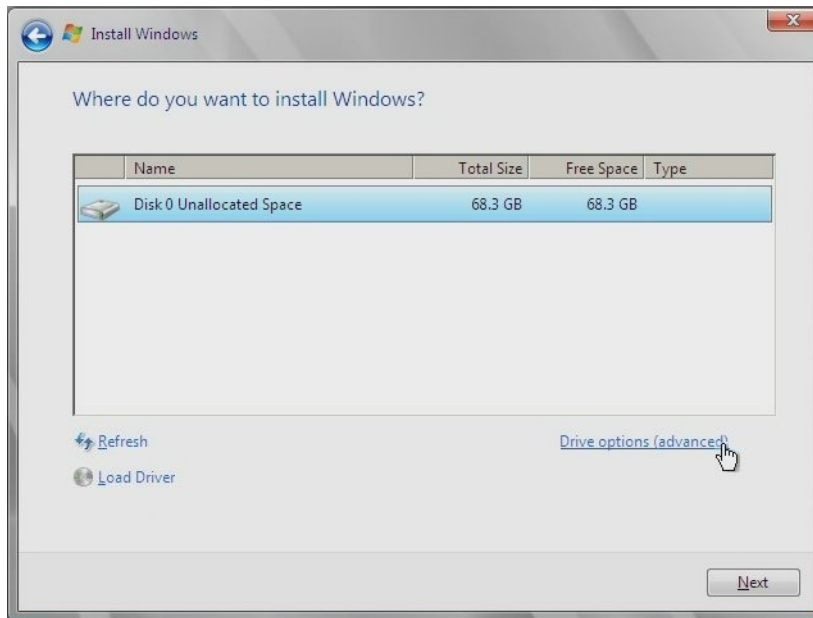 Install Windows
Where do you want to install Windows?
Name Total Size Free Space Type
Disk 0 Unallocated Space 68.3 GB 68.3 GB
Refresh Drive options (advanced)
Load Driver
Next